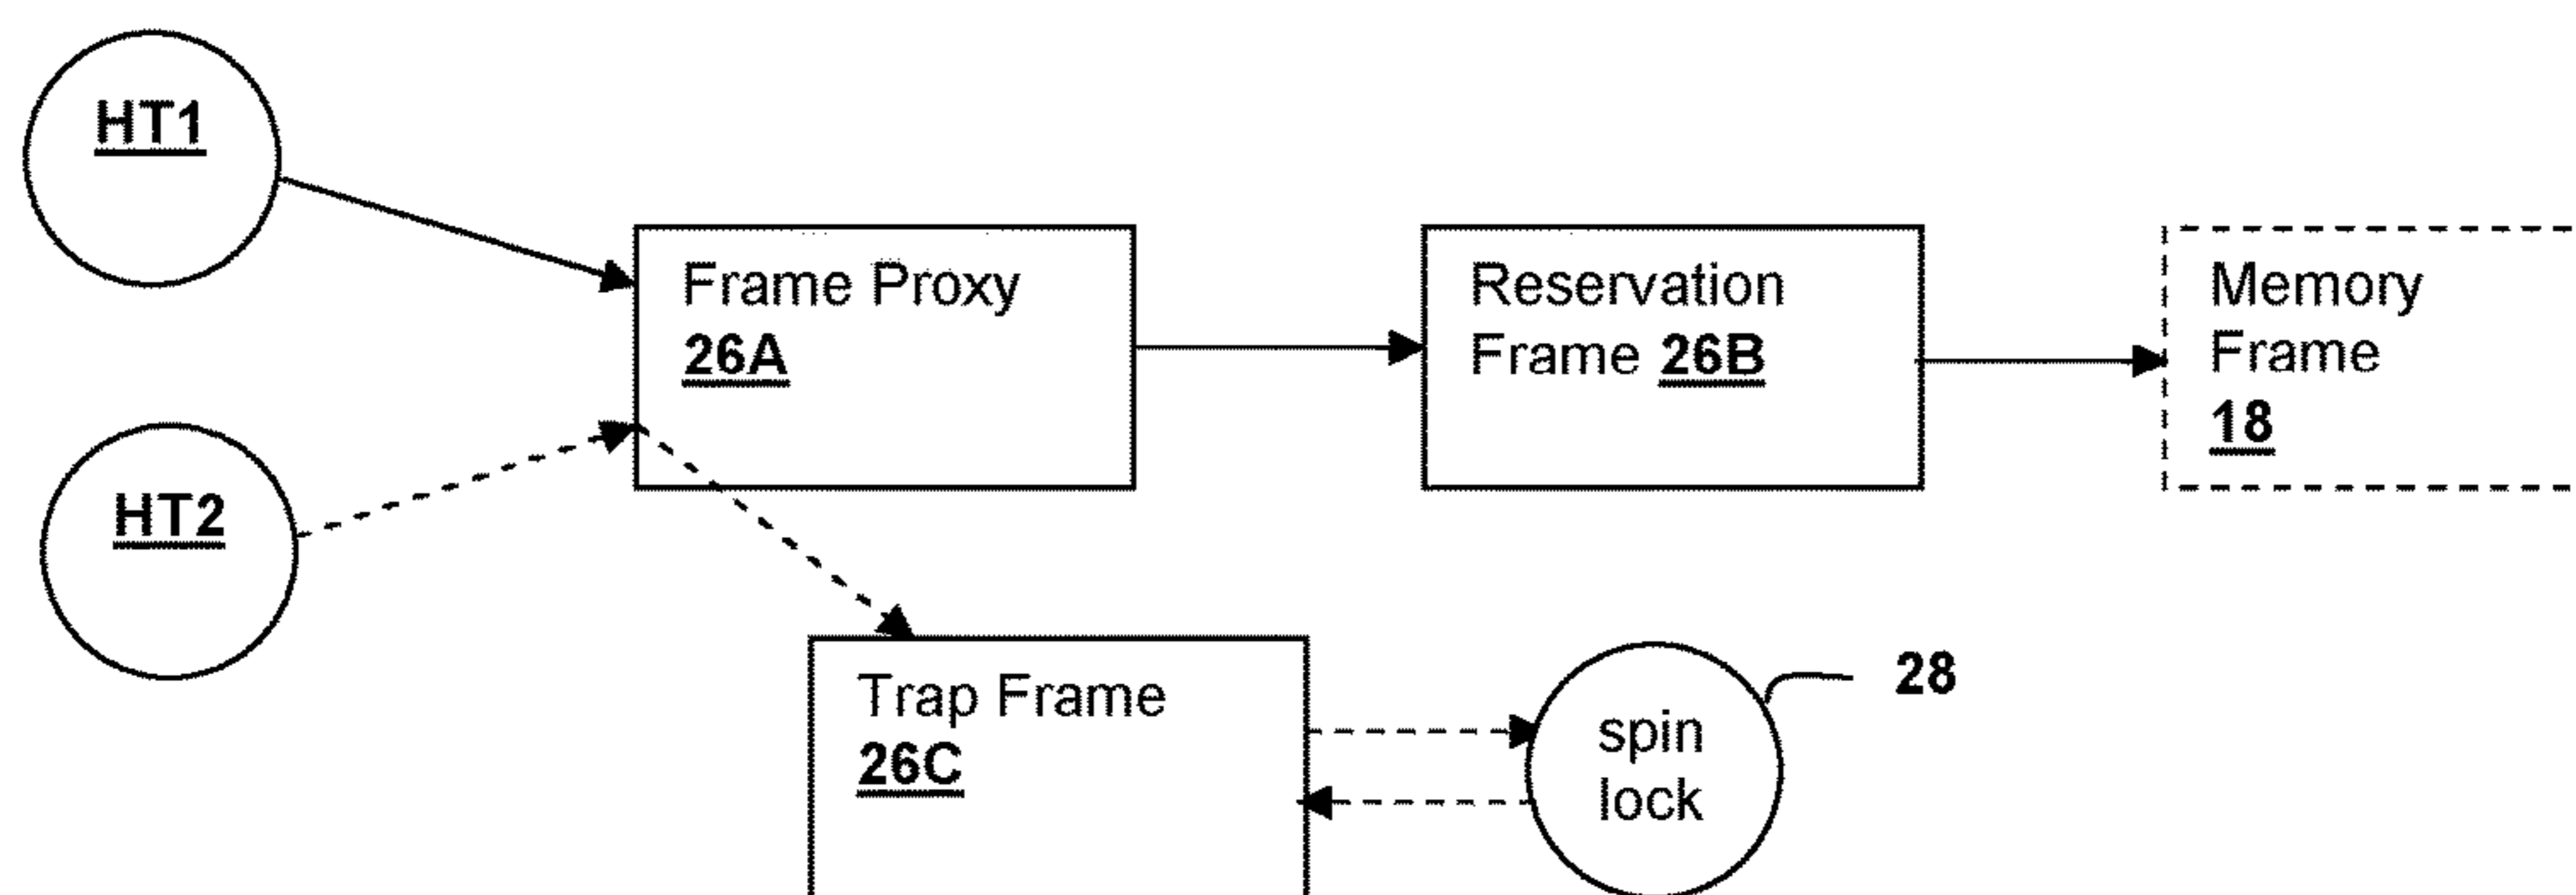 HT1
Frame Proxy
26A
Reservation
Frame 26B
Memory
Frame
18
HT2
Trap Frame
26C
spin
lock
28